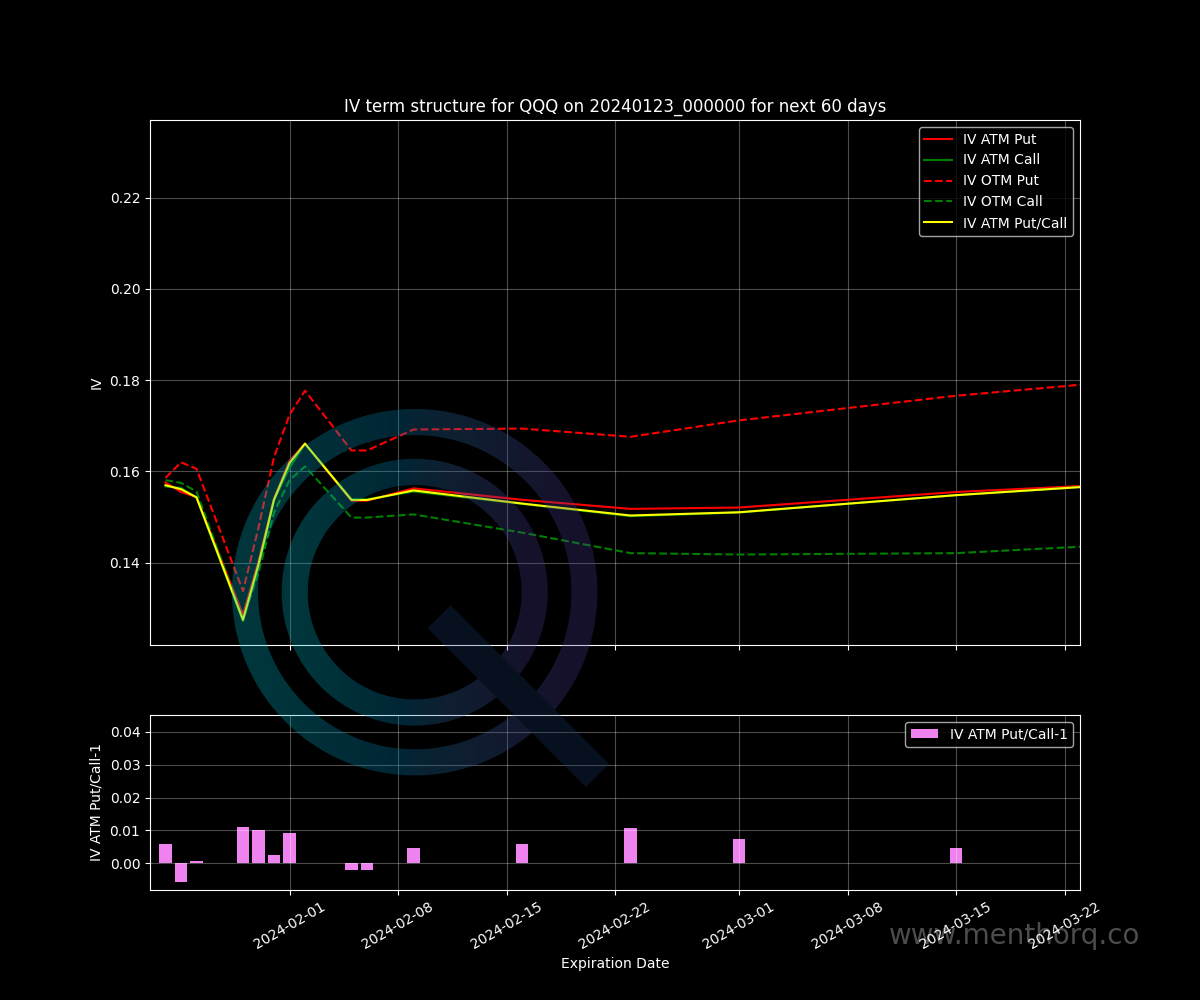 IV term structure for QQQ on 20240123_000000 for next 60 days
IV ATM Put
IV ATM Call
IV OTM Put
IV OTM Call
IV ATM Put/Call
0.22
0.20
0.18
0.16
0.14
IV
IV ATM Put/Call-1
0.04
0.03
0.02
0.01
0.00
IV ATM Put/Call-1
2024-02-01
2024-02-08
2024-02-15
2024-02-22
2024-03-01
2024-03-08
2024-03-15
2024-03-22
www.menthorq.co
Expiration Date